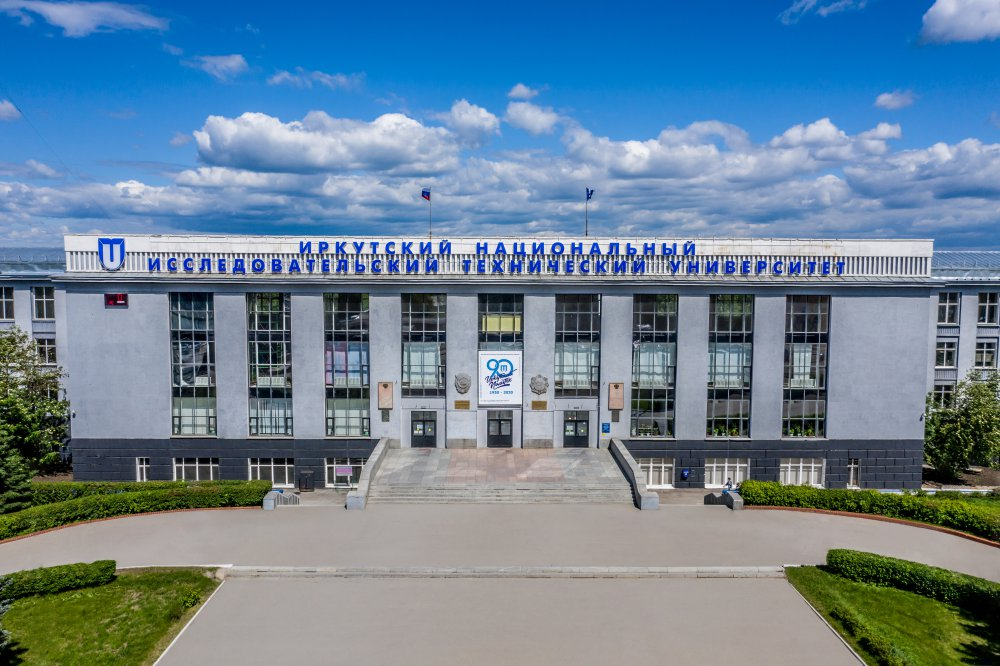 ИРКУТСКИЙ НАЦИОНАЛЬНЫЙ
ИССЛЕДОВАТЕЛЬСКИЙ ТЕХНИЧЕСКИЙ УНИВЕРСИТЕТ
90
1930 - 2020